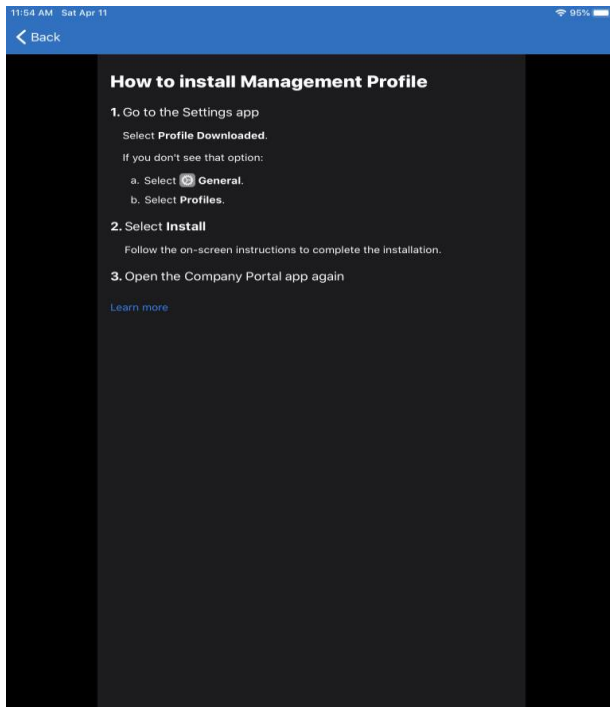 11:54 AM Sat Apr 11
95%
Back
How to install Management Profile
1. Go to the Settings app
Select Profile Downloaded.
If you don't see that option:
a. Select General.
b. Select Profiles.
2. Select Install
Follow the on-screen instructions to complete the installation.
3. Open the Company Portal app again
Learn more